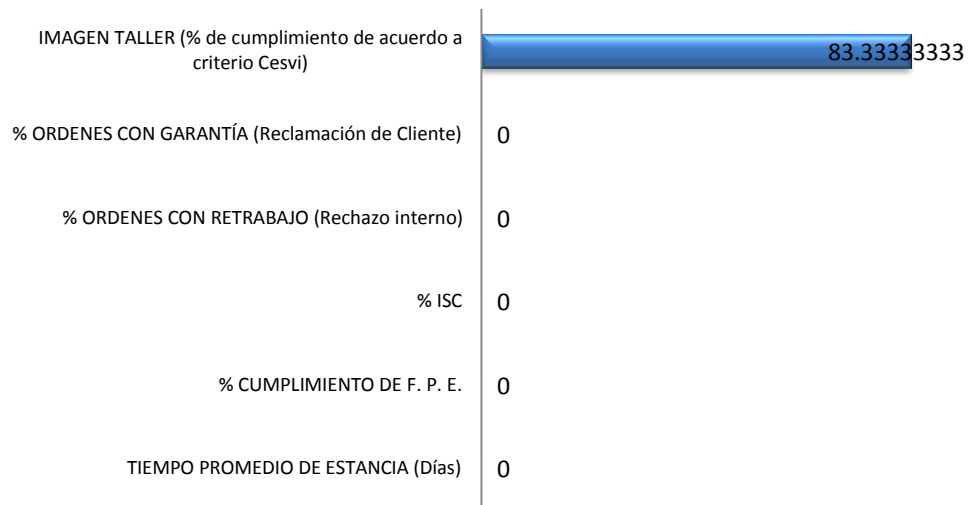 IMAGEN TALLER (% de cumplimiento de acuerdo a
criterio Cesvi)
83.33333333
% ORDENES CON GARANTÍA (Reclamación de Cliente)
0
% ORDENES CON RETRABAJO (Rechazo interno)
0
% ISC
0
% CUMPLIMIENTO DE F. P. E.
0
TIEMPO PROMEDIO DE ESTANCIA (Días)
0